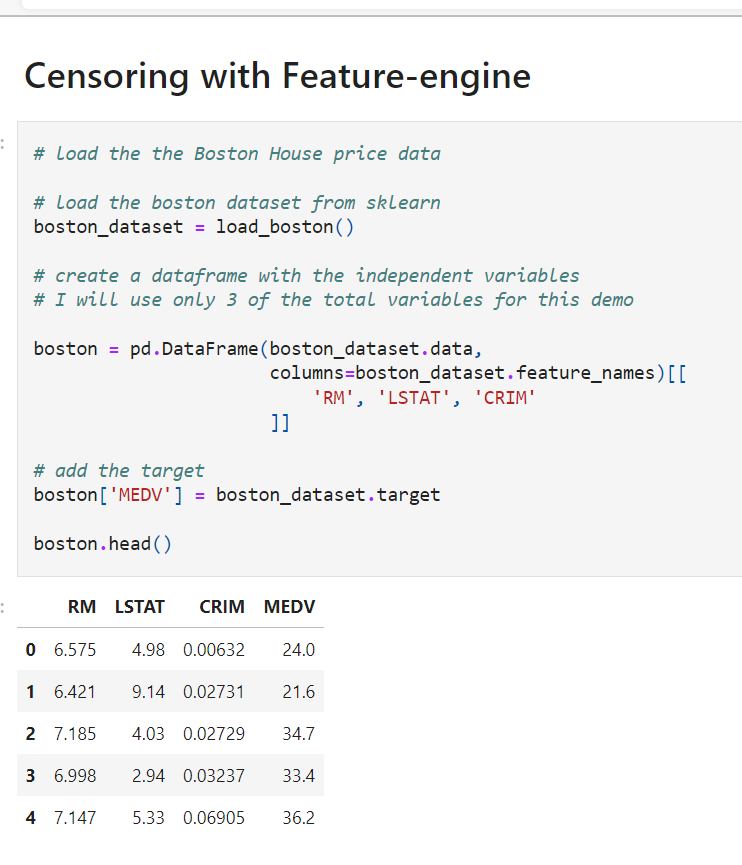 Censoring with Feature-engine
:
# load the the Boston House price data
# load the boston dataset from sklearn
boston_dataset = load_boston()
# create a dataframe with the independent variables
# I will use only 3 of the total variables for this demo
boston = pd.DataFrame(boston_dataset.data,
columns=boston_dataset.feature_names)[[
'RM', 'LSTAT', 'CRIM'
]]
# add the target
boston['MEDV'] = boston_dataset.target
boston.head()
:
RM LSTAT CRIM MEDV
0 6.575 4.98 0.00632 24.0
1 6.421 9.14 0.02731 21.6
2 7.185 4.03 0.02729 34.7
3 6.998 2.94 0.03237 33.4
4 7.147 5.33 0.06905 36.2